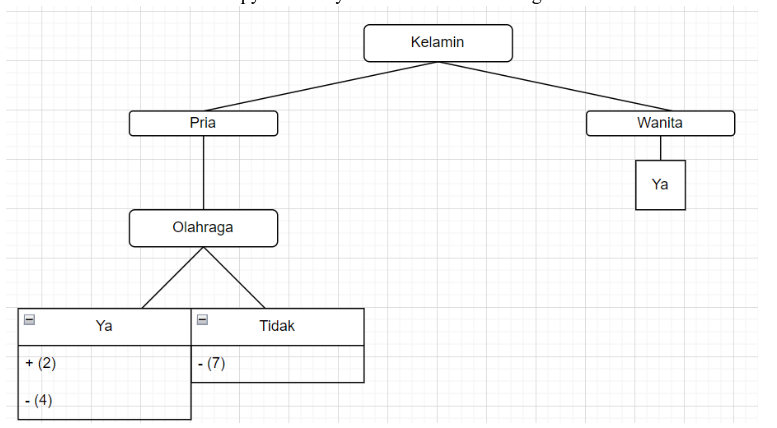 Kelamin
Pria
Wanita
Ya
Olahraga
Ya
Tidak
+ (2)
- (7)
- (4)